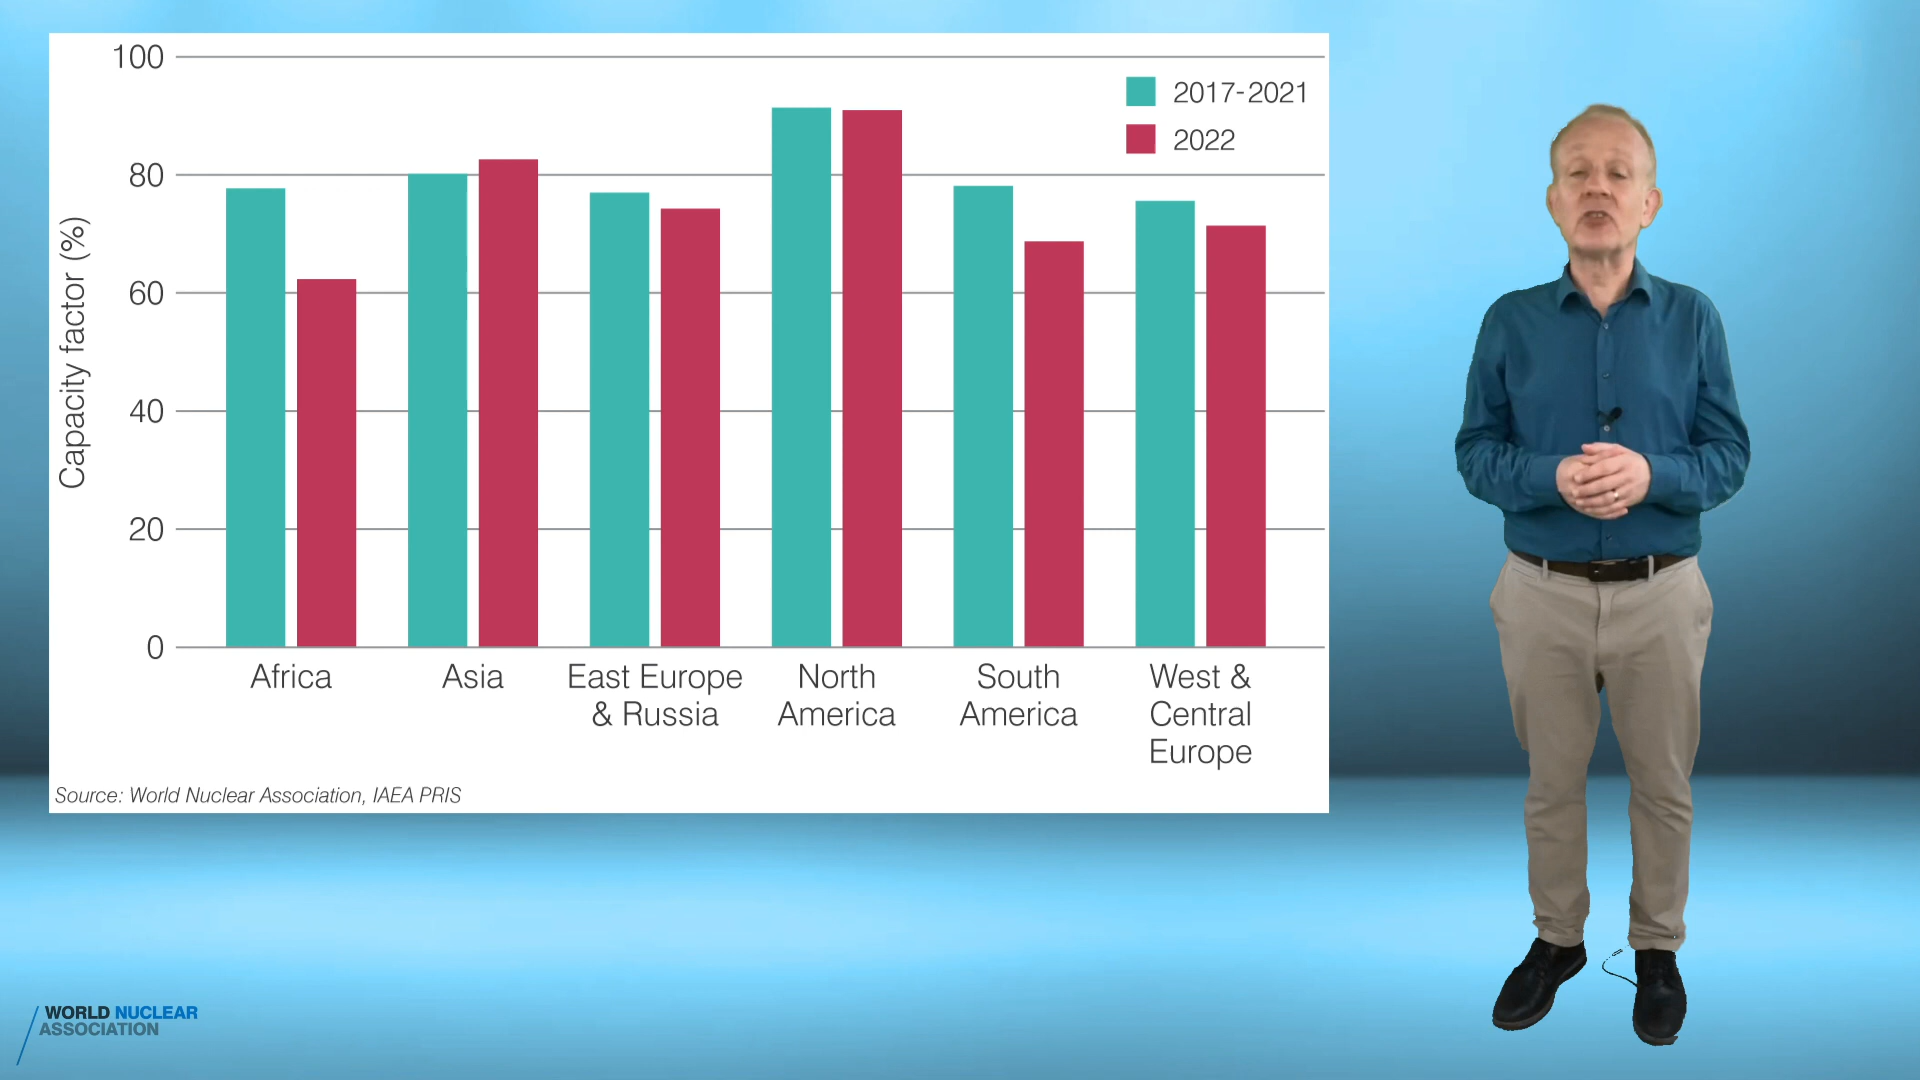 100
80
60
40
20
0
Capacity factor (%)
2017-2021
2022
Africa
Asia
East Europe
& Russia
North
America
South
America
West &
Central
Europe
Source: World Nuclear Association, IAEA PRIS
WORLD NUCLEAR
ASSOCIATION